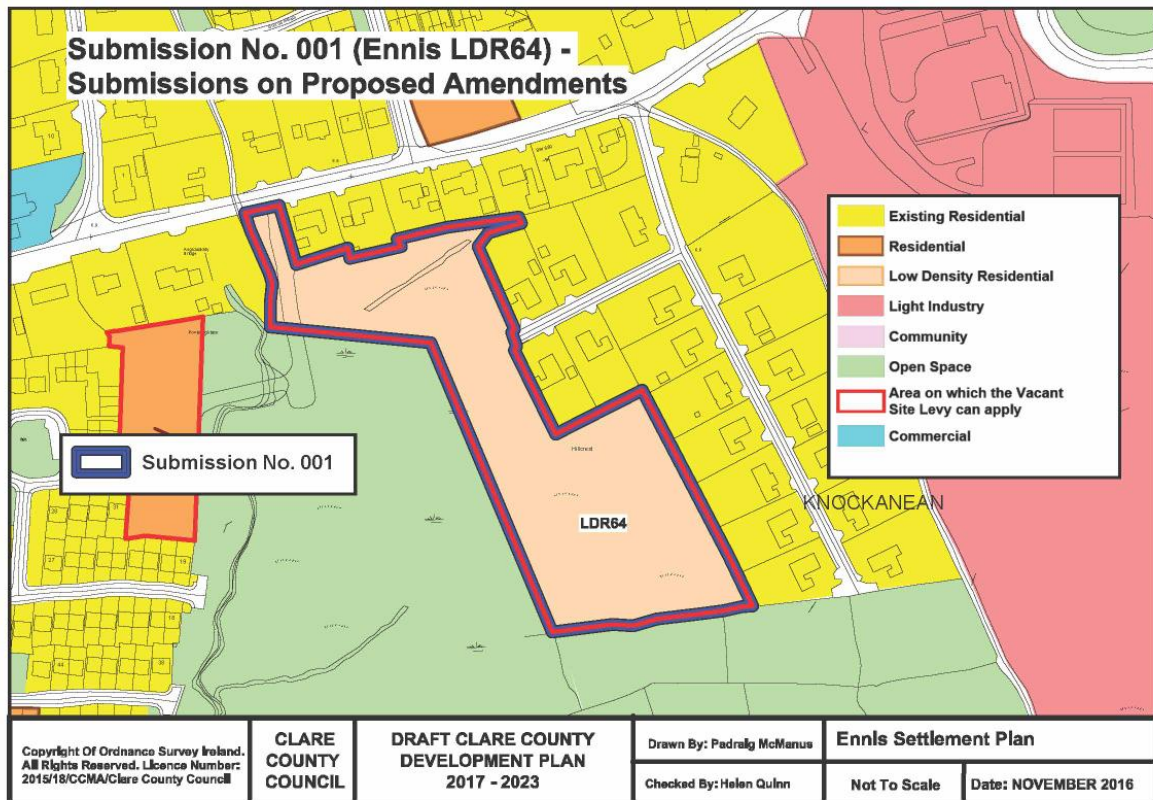 Submission No. 001 (Ennis LDR64) -
Submissions on Proposed Amendments
Existing Residential
Residential
Low Density Residential
Light Industry
Community
Open Space
Area on which the Vacant
Site Levy can apply
Commercial
Submission No. 001
Hillcrest
KNOCKANEAN
LDR64
Copyright Of Ordnance Survey Ireland.
All Rights Reserved. Licence Number:
2015/18/CCMA/Clare County Council
CLARE
COUNTY
COUNCIL
DRAFT CLARE COUNTY
DEVELOPMENT PLAN
2017 - 2023
Drawn By: Padraig McManus
Checked By: Helen Quinn
Ennis Settlement Plan
Not To Scale
Date: NOVEMBER 2016